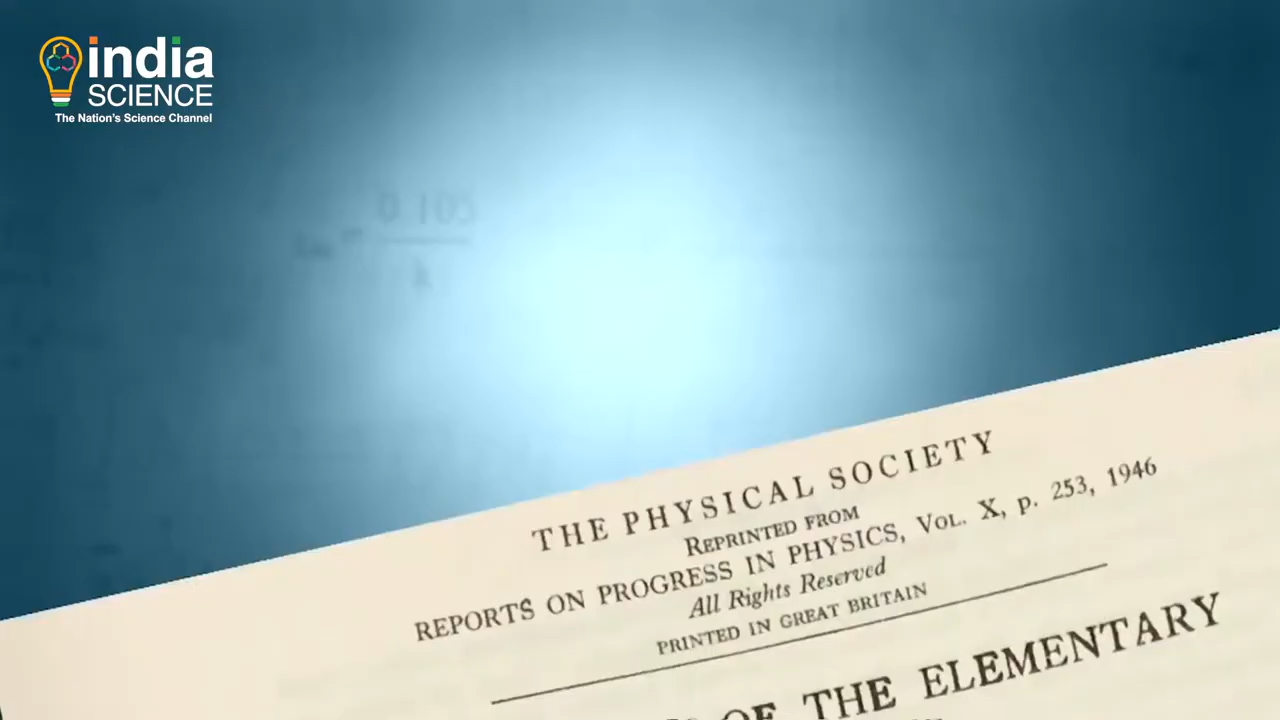 india
SCIENCE
The Nation's Science Channel
THE PHYSICAL SOCIETY
REPRINTED FROM
REPORTS ON PROGRESS IN PHYSICS, VOL. X, p. 253, 1946
All Rights Reserved
PRINTED IN GREAT BRITAIN
OF THE ELEMENTARY